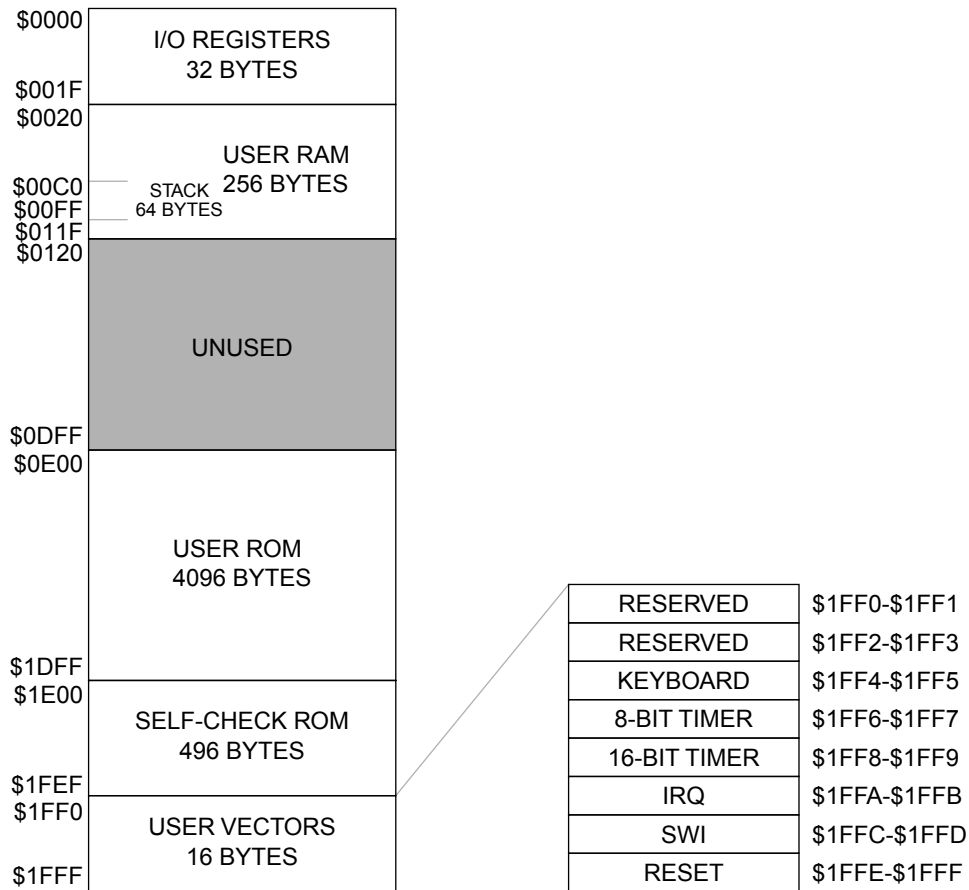 $0000
I/O REGISTERS
32 BYTES
$001F
$0020
USER RAM
256 BYTES
$00C0
STACK
64 BYTES
$00FF
$011F
$0120
UNUSED
$0DFF
$0E00
USER ROM
4096 BYTES
$1DFF
$1E00
SELF-CHECK ROM
496 BYTES
$1FEF
$1FF0
USER VECTORS
16 BYTES
$1FFF
RESERVED $1FF0-$1FF1
RESERVED $1FF2-$1FF3
KEYBOARD $1FF4-$1FF5
8-BIT TIMER $1FF6-$1FF7
16-BIT TIMER $1FF8-$1FF9
IRQ $1FFA-$1FFB
SWI $1FFC-$1FFD
RESET $1FFE-$1FFF